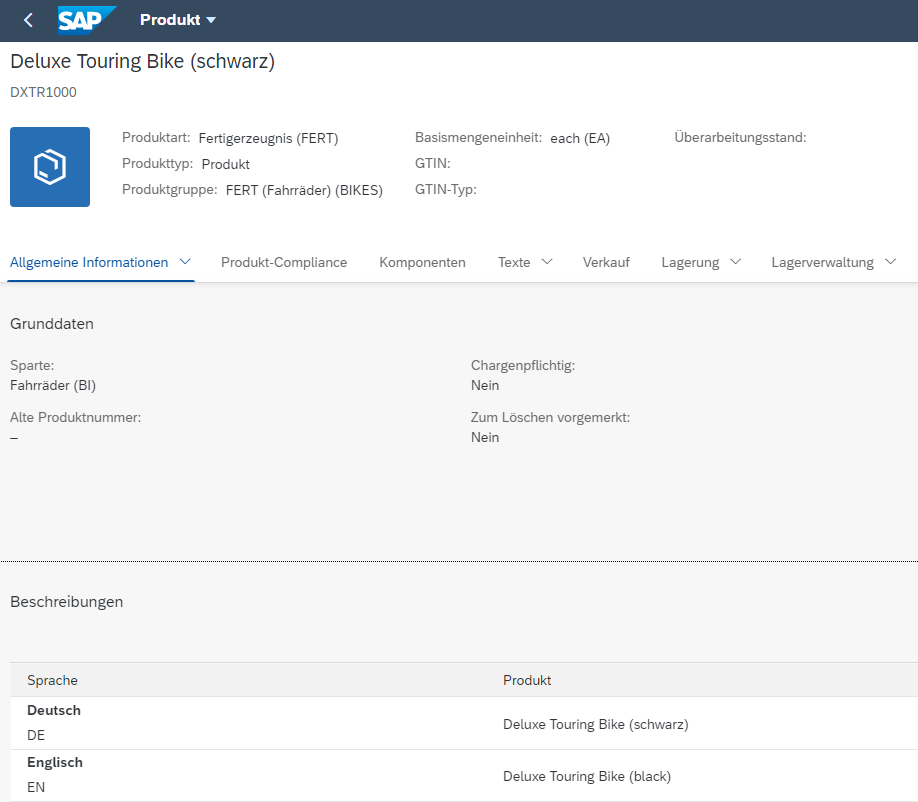 SAP Produkt
Deluxe Touring Bike (schwarz)
DXTR1000
Produktart: Fertigerzeugnis (FERT) Basismengeneinheit: each (EA) Überarbeitungsstand:
Produkttyp: Produkt GTIN:
Produktgruppe: FERT (Fahrräder) (BIKES) GTIN-Typ:
Allgemeine Informationen Produkt-Compliance Komponenten Texte Verkauf Lagerung Lagerverwaltung
Grunddaten
Sparte: Chargenpflichtig:
Fahrräder (BI) Nein
Alte Produktnummer: Zum Löschen vorgemerkt:
– Nein
Beschreibungen
Sprache Produkt
Deutsch
DE Deluxe Touring Bike (schwarz)
Englisch
EN Deluxe Touring Bike (black)